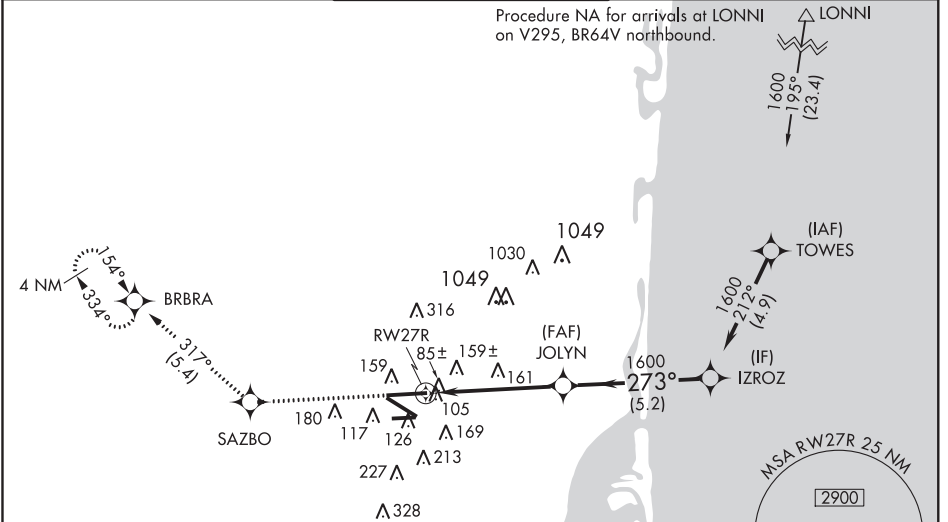 Procedure NA for arrivals at LONNI
on V295, BR64V northbound.
LONNI
1600
195°
(23.4)
(IAF)
TOWES
1600
212°
(4.9)
1049
1030
1049
316
4 NM
154°
334°
BRBRA
317°
(5.4)
RW27R
85±
159±
159
161
(FAF)
JOLYN
1600
273°
(5.2)
(IF)
IZROZ
SAZBO
180
117
126
105
169
213
227
328
MSA RW27R 25 NM
2900